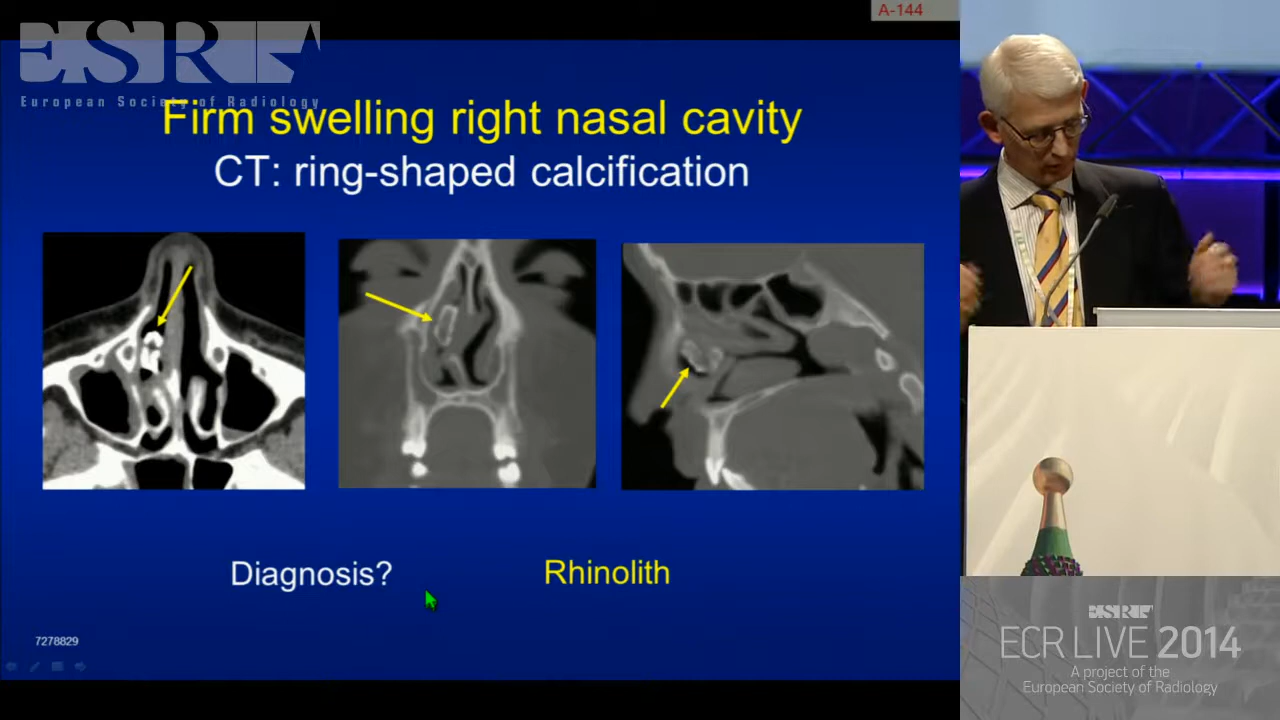 A-144
ESR
European Society of Radiology
Firm swelling right nasal cavity
CT: ring-shaped calcification
Diagnosis?
Rhinolith
7278829
ESR
ECR LIVE 2014
A project of the
European Society of Radiology